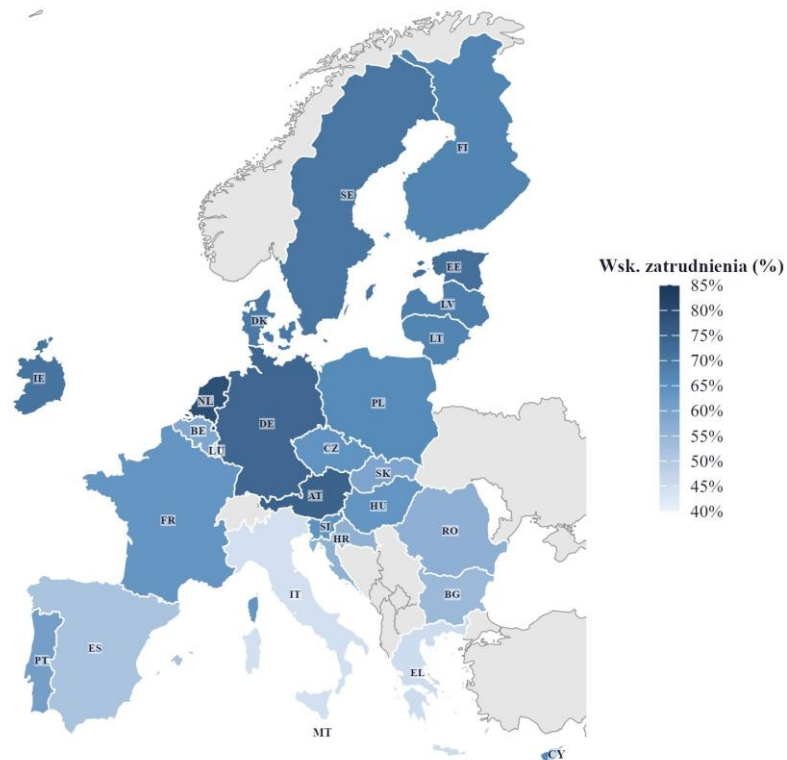 FI
SE
EE
Wsk. zatrudnienia (%)
85%
80%
75%
70%
65%
60%
55%
50%
45%
40%
LV
DK
LT
IE
NL
PL
DE
BE
LU
CZ
SK
AT
HU
FR
SI
HR
RO
IT
BG
ES
PT
EL
MT
CY